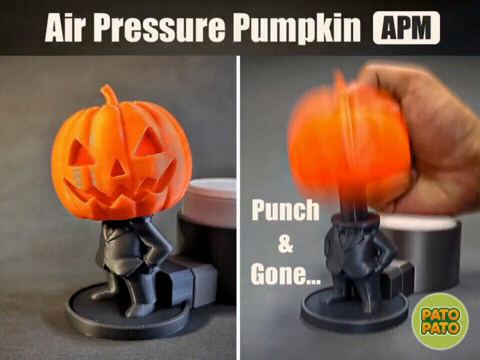 Air Pressure Pumpkin APM
Punch
&
Gone...
PATO
PATO